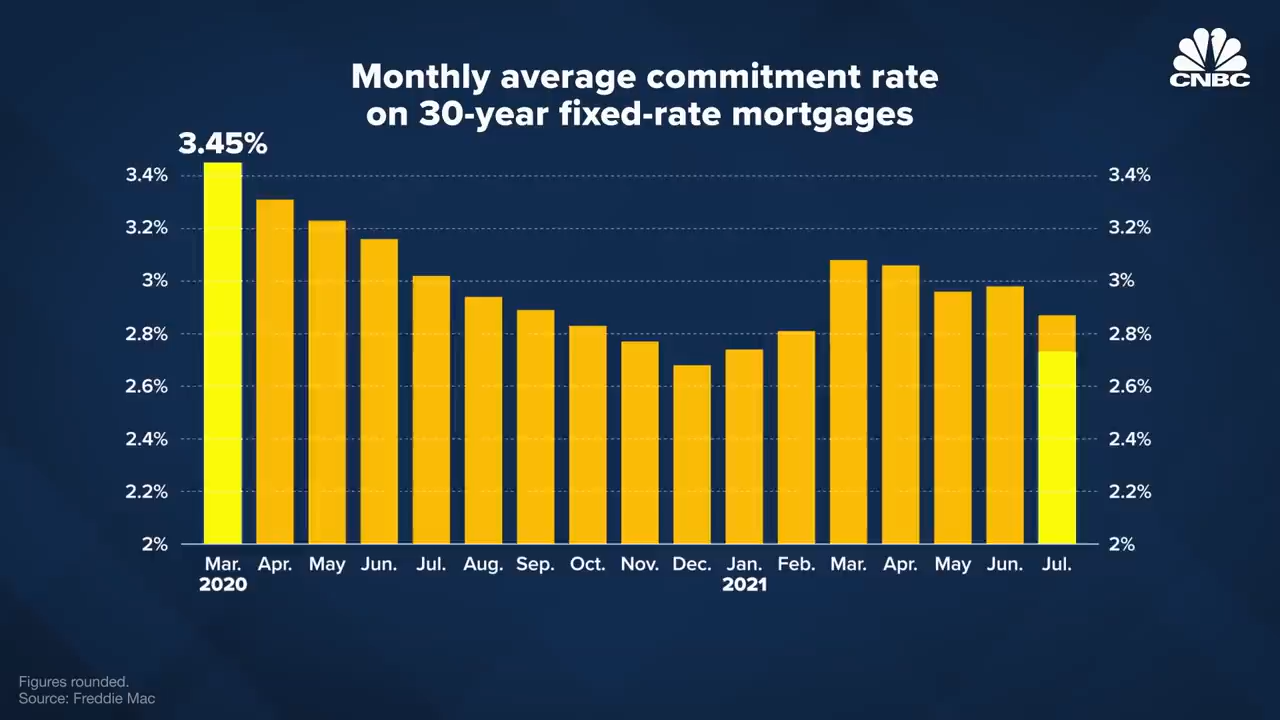 CNBC
Monthly average commitment rate
on 30-year fixed-rate mortgages
3.45%
3.4% 3.4%
3.2% 3.2%
3% 3%
2.8% 2.8%
2.6% 2.6%
2.4% 2.4%
2.2% 2.2%
2% 2%
Mar. Apr. May Jun. Jul. Aug. Sep. Oct. Nov. Dec. Jan. Feb. Mar. Apr. May Jun. Jul.
2020 2021
Figures rounded.
Source: Freddie Mac